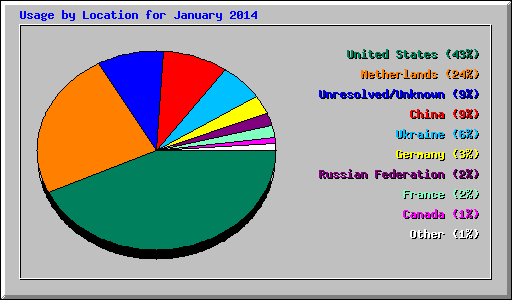 Usage by Location for January 2014
United States (43%)
Netherlands (24%)
Unresolved/Unknown (9%)
China (9%)
Ukraine (6%)
Germany (3%)
Russian Federation (2%)
France (2%)
Canada (1%)
Other (1%)